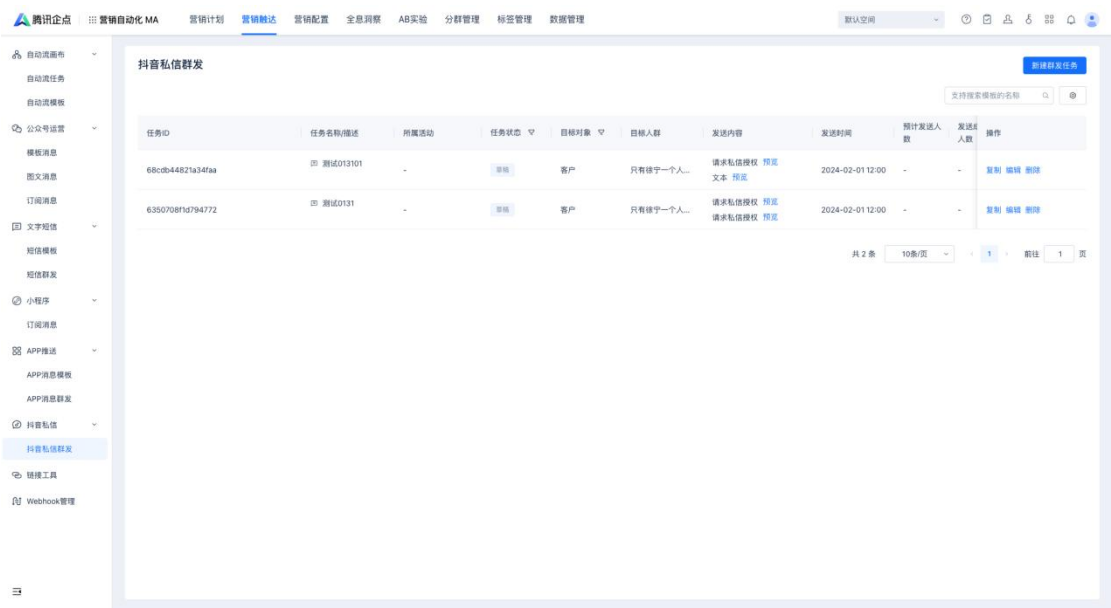 腾讯企点 营销自动化 MA 营销计划 营销触达 营销配置 全息洞察 AB实验 分群管理 标签管理 数据管理 默认空间
自动流画布
自动流任务
自动流模板
公众号运营
模板消息
图文消息
订阅消息
文字短信
短信模板
短信群发
小程序
订阅消息
APP推送
APP消息模板
APP消息群发
抖音私信
抖音私信群发
链接工具
Webhook管理
抖音私信群发 新建群发任务
支持搜索模板的名称
任务ID 任务名称/描述 所属活动 任务状态 目标对象 目标人群 发送内容 发送时间 预计发送人数 发送 人数 操作
68cdb44821a34faa 测试013101 - 草稿 客户 只有徐宁一个人... 请求私信授权 预览 2024-02-01 12:00 - - 复制 编辑 删除
文本 预览
6350708f1d794772 测试0131 - 草稿 客户 只有徐宁一个人... 请求私信授权 预览 2024-02-01 12:00 - - 复制 编辑 删除
请求私信授权 预览
共 2 条 10条/页 1 前往 1 页